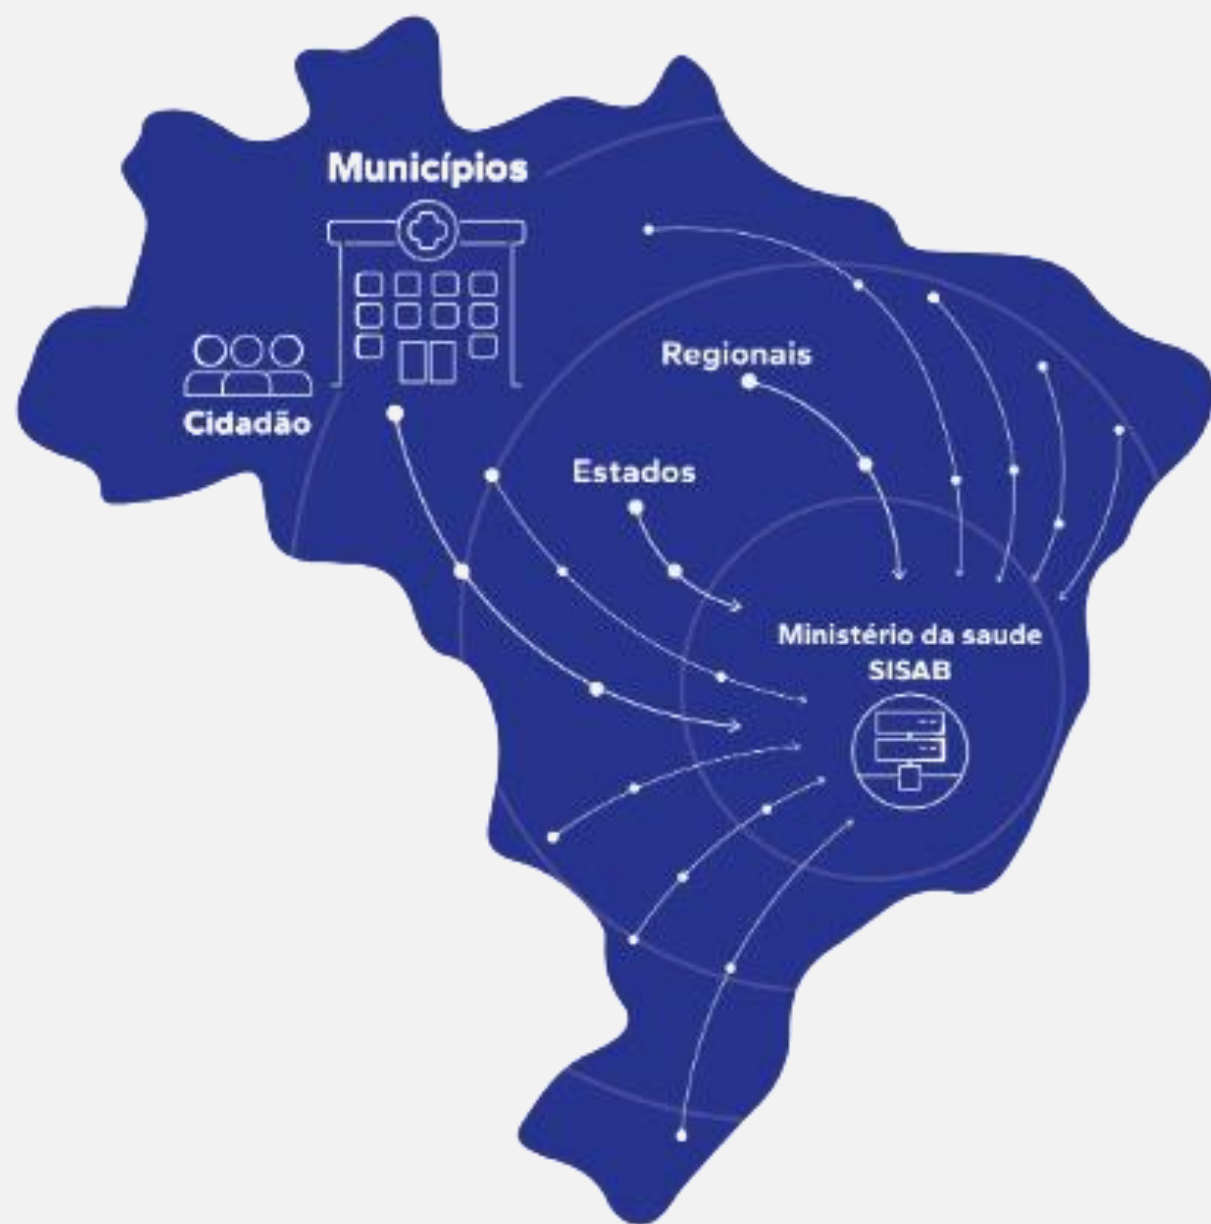 Municípios
Cidadão
Regionais
Estados
Ministério da saude
SISAB